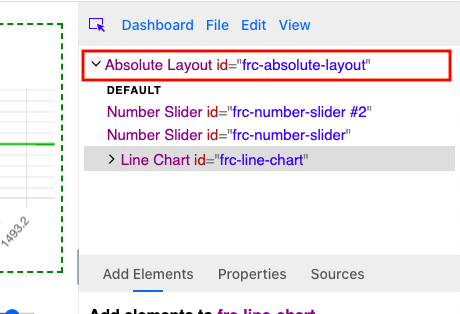 Dashboard File Edit View
Absolute Layout id="frc-absolute-layout"
DEFAULT
Number Slider id="frc-number-slider #2"
Number Slider id="frc-number-slider"
Line Chart id="frc-line-chart"
1493.2
Add Elements Properties Sources
Add elements to frc-line-chart